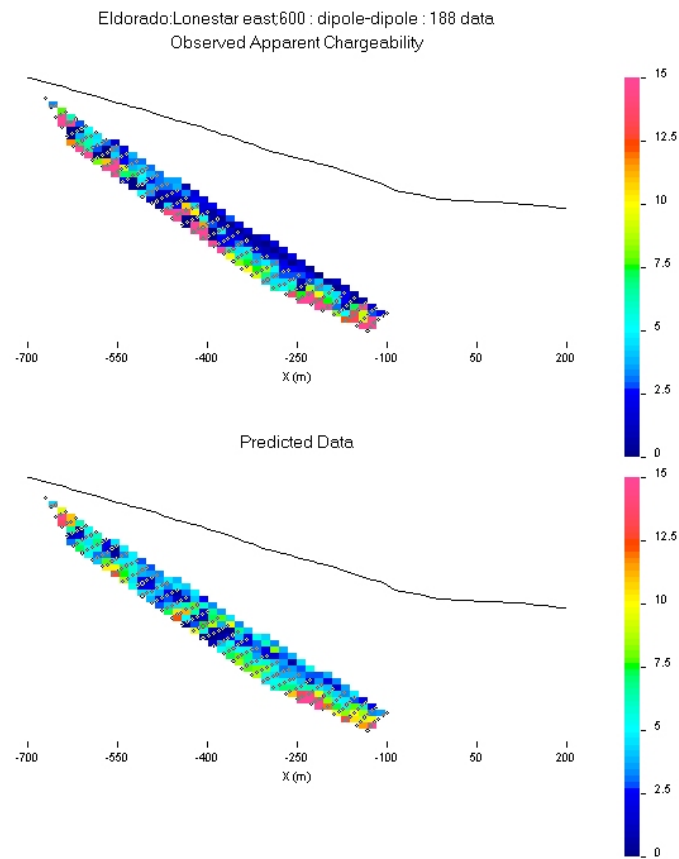 Eldorado:Lonestar east;600 : dipole-dipole : 188 data
Observed Apparent Chargeability
15
12.5
10
7.5
5
2.5
0
-700 -550 -400 -250 -100 50 200
X (m)
Predicted Data
15
12.5
10
7.5
5
2.5
0
-700 -550 -400 -250 -100 50 200
X (m)